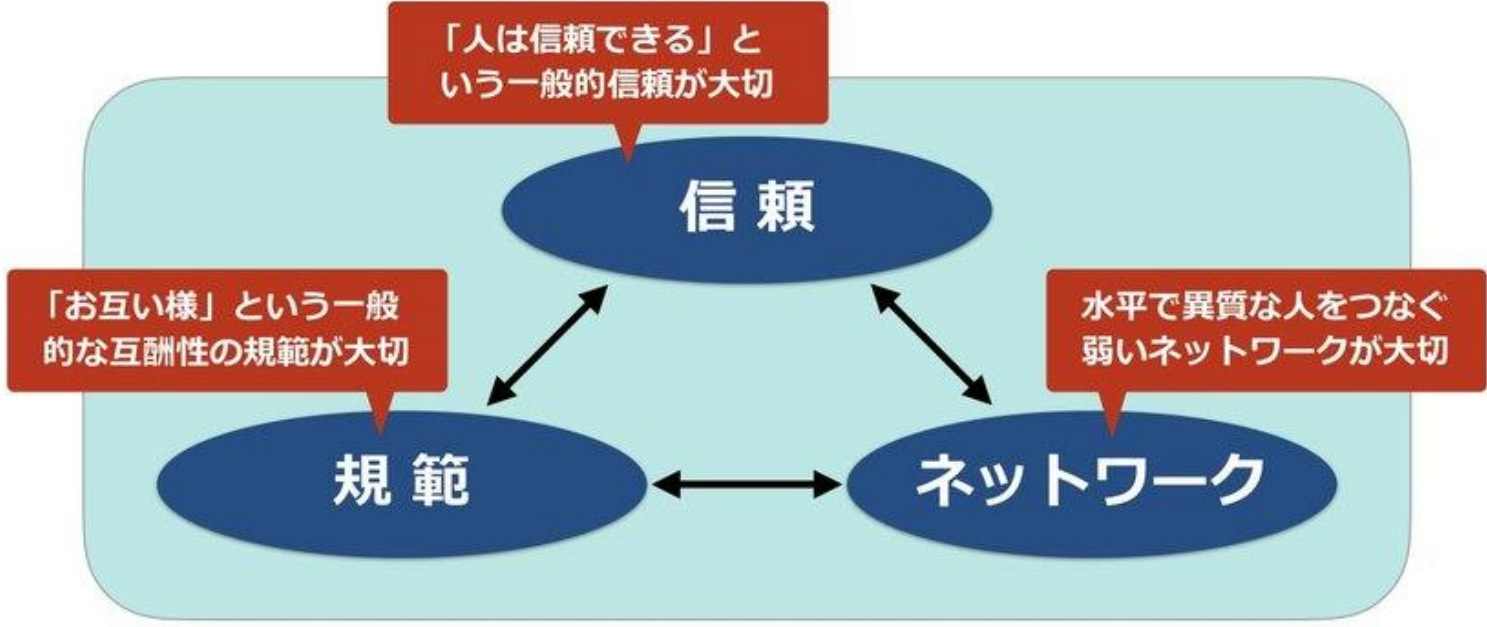 「人は信頼できる」と
いう一般的信頼が大切
信頼
「お互い様」という一般
的な互酬性の規範が大切
水平で異質な人をつなぐ
弱いネットワークが大切
規範
ネットワーク